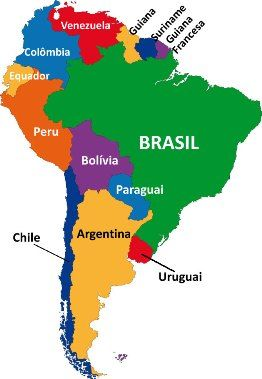 Venezuela
Guiana
Suriname
Guiana
Francesa
Colômbia
Equador
Peru
BRASIL
Bolívia
Paraguai
Chile
Argentina
Uruguai